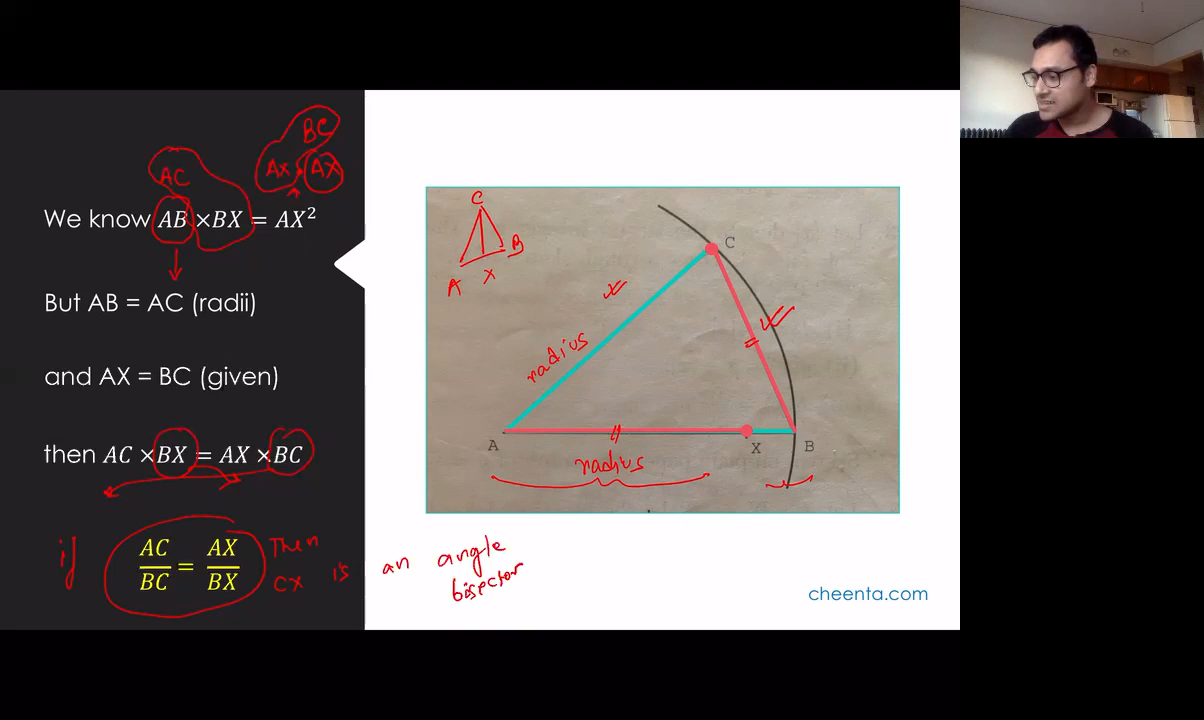 BC
AX · AX
AC
We know AB ×BX = AX²
But AB = AC (radii)
and AX = BC (given)
then AC ×BX = AX ×BC
if AC/BC = AX/BX Then
CX is an angle
bisector
C
A X B
C
radius
A X B
radius
cheenta.com